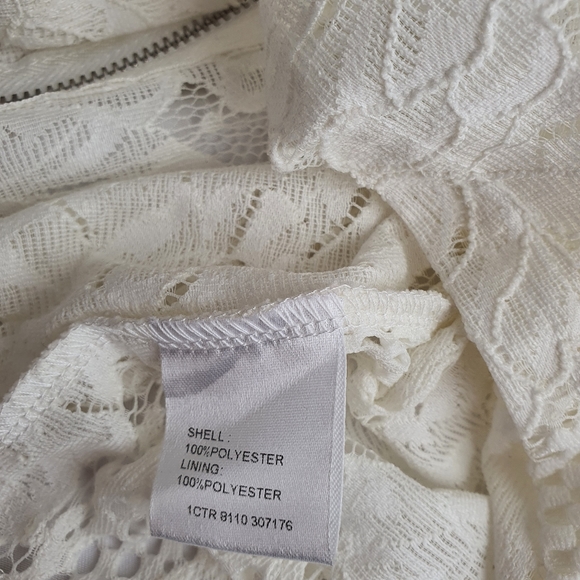 SHELL :
100%POLYESTER
LINING:
100%POLYESTER
1CTR 8110 307176